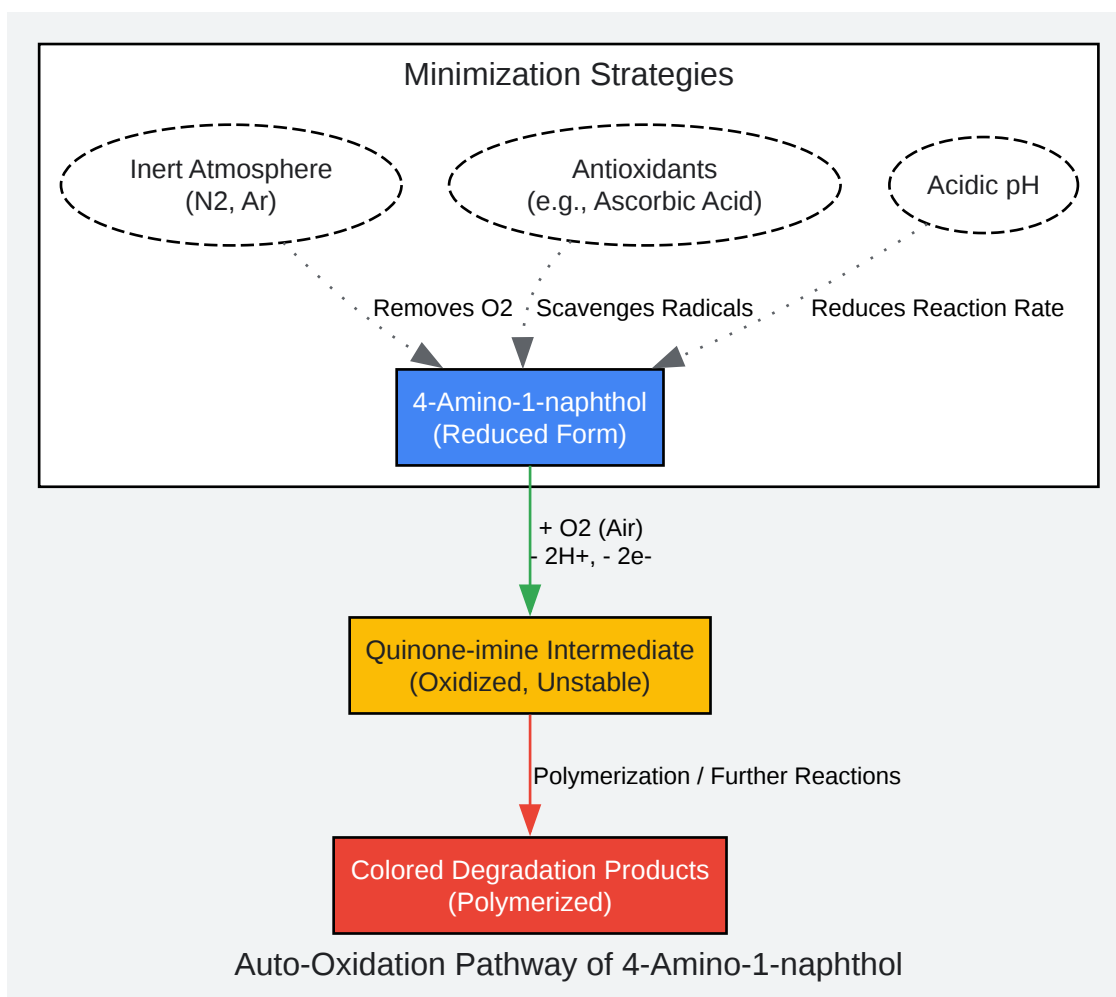 Minimization Strategies
Inert Atmosphere
(N2, Ar)
Antioxidants
(e.g., Ascorbic Acid)
Acidic pH
Removes O2
Scavenges Radicals
Reduces Reaction Rate
4-Amino-1-naphthol
(Reduced Form)
+ O2 (Air)
- 2H+, - 2e-
Quinone-imine Intermediate
(Oxidized, Unstable)
Polymerization / Further Reactions
Colored Degradation Products
(Polymerized)
Auto-Oxidation Pathway of 4-Amino-1-naphthol